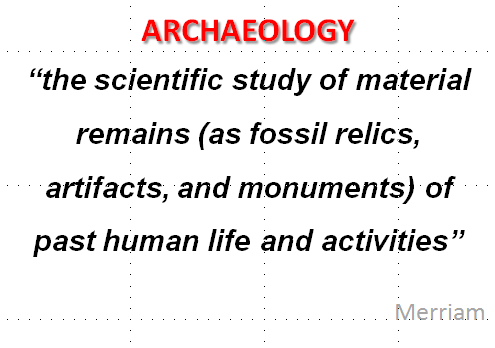 ARCHAEOLOGY
“the scientific study of material
remains (as fossil relics,
artifacts, and monuments) of
past human life and activities”
Merriam